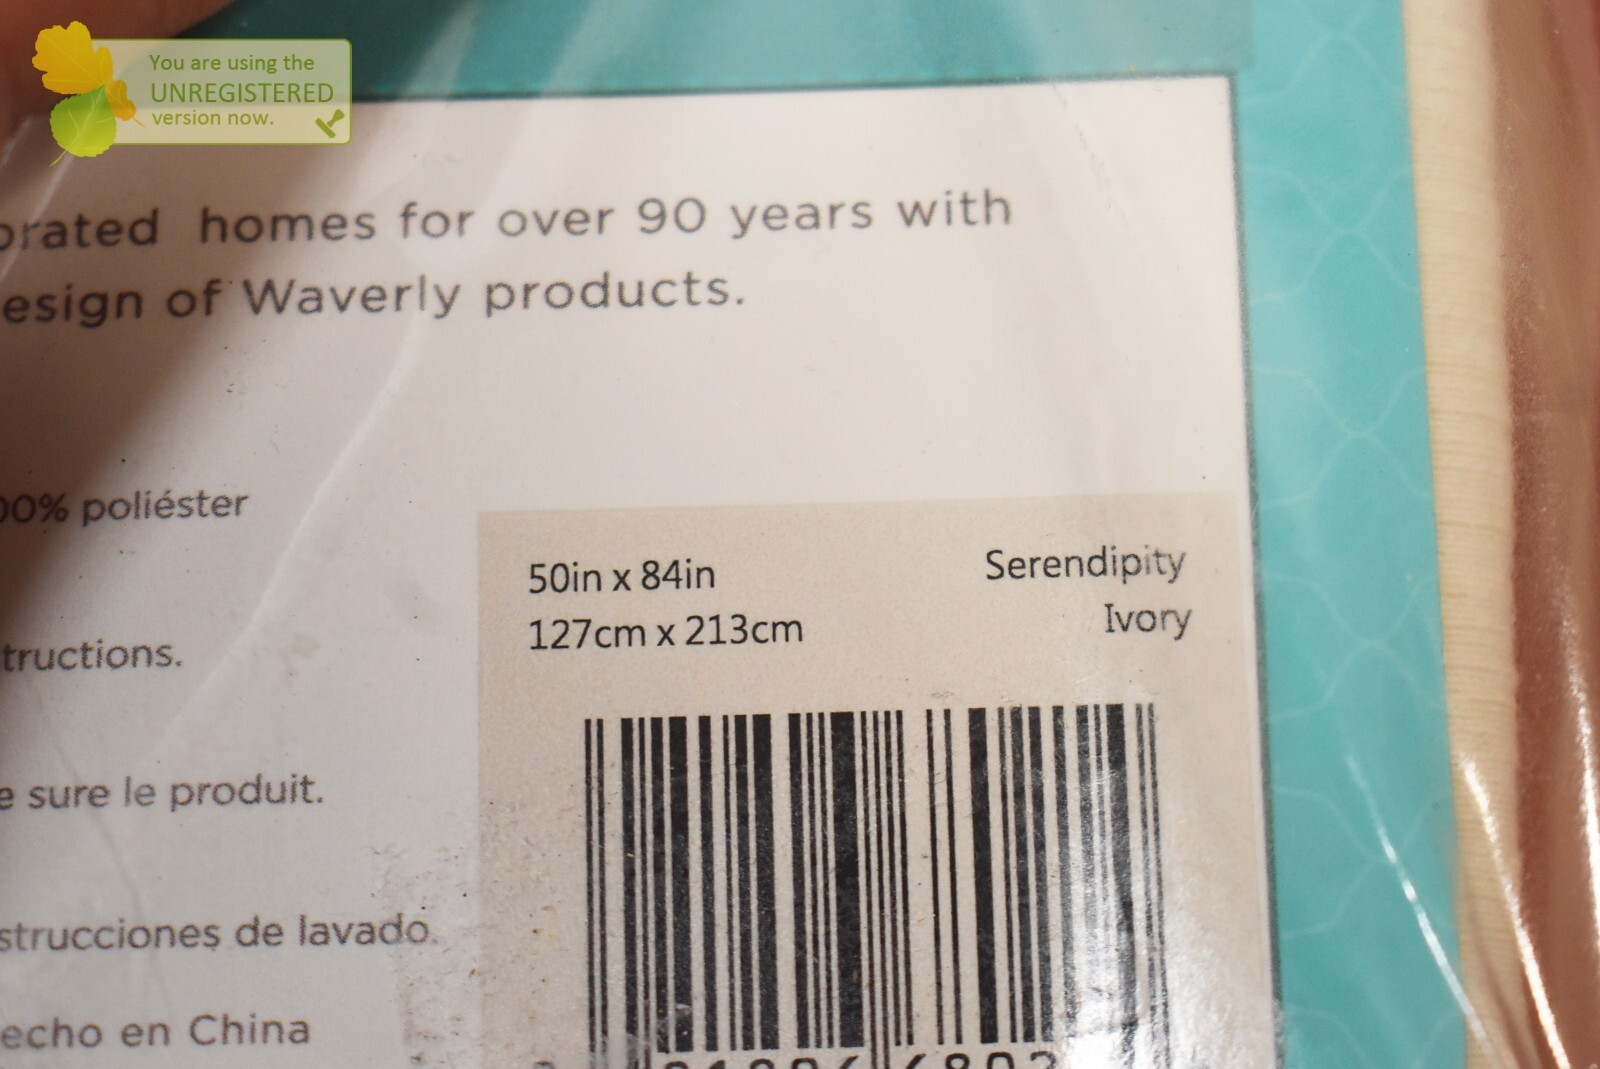 You are using the
UNREGISTERED
version now.
orated homes for over 90 years with
esign of Waverly products.
00% poliéster
50in x 84in
Serendipity
127cm x 213cm
Ivory
tructions.
e sure le produit.
strucciones de lavado.
echo en China